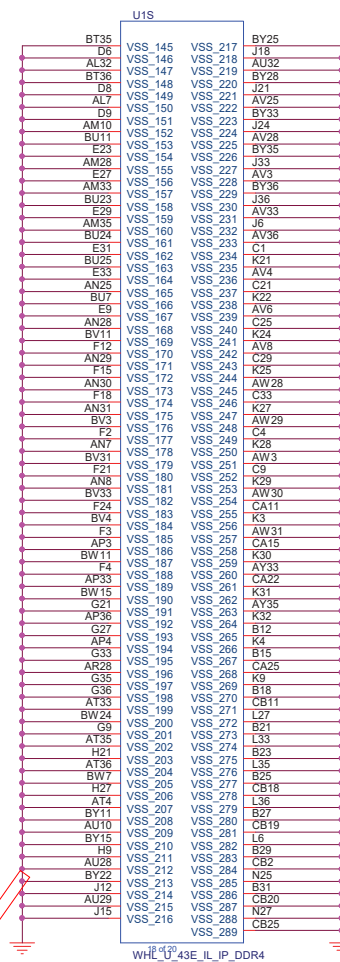 U1S
BT35 VSS_145 VSS_217 BY25
D6 VSS_146 VSS_218 J18
AL32 VSS_147 VSS_219 AU32
BT36 VSS_148 VSS_220 BY28
D8 VSS_149 VSS_221 J21
AL7 VSS_150 VSS_222 AV25
D9 VSS_151 VSS_223 BY33
AM10 VSS_152 VSS_224 J24
BU11 VSS_153 VSS_225 AV28
E23 VSS_154 VSS_226 BY35
AM28 VSS_155 VSS_227 J33
E27 VSS_156 VSS_228 AV3
AM33 VSS_157 VSS_229 BY36
BU23 VSS_158 VSS_230 J36
E29 VSS_159 VSS_231 AV33
AM35 VSS_160 VSS_232 J6
BU24 VSS_161 VSS_233 AV36
E31 VSS_162 VSS_234 C1
BU25 VSS_163 VSS_235 K21
E33 VSS_164 VSS_236 AV4
AN25 VSS_165 VSS_237 C21
BU7 VSS_166 VSS_238 K22
E9 VSS_167 VSS_239 AV6
AN28 VSS_168 VSS_240 C25
BV11 VSS_169 VSS_241 K24
F12 VSS_170 VSS_242 AV8
AN29 VSS_171 VSS_243 C29
F15 VSS_172 VSS_244 K25
AN30 VSS_173 VSS_245 AW28
F18 VSS_174 VSS_246 C33
AN31 VSS_175 VSS_247 K27
BV3 VSS_176 VSS_248 AW29
F2 VSS_177 VSS_249 C4
AN7 VSS_178 VSS_250 K28
BV31 VSS_179 VSS_251 AW3
F21 VSS_180 VSS_252 C9
AN8 VSS_181 VSS_253 K29
BV33 VSS_182 VSS_254 AW30
F24 VSS_183 VSS_255 CA11
BV4 VSS_184 VSS_256 K3
F3 VSS_185 VSS_257 AW31
AP3 VSS_186 VSS_258 CA15
BW11 VSS_187 VSS_259 K30
F4 VSS_188 VSS_260 AY33
AP33 VSS_189 VSS_261 CA22
BW15 VSS_190 VSS_262 K31
G21 VSS_191 VSS_263 AY35
AP36 VSS_192 VSS_264 K32
G27 VSS_193 VSS_265 B12
AP4 VSS_194 VSS_266 K4
G33 VSS_195 VSS_267 B15
AR28 VSS_196 VSS_268 CA25
G35 VSS_197 VSS_269 K9
G36 VSS_198 VSS_270 B18
AT33 VSS_199 VSS_271 CB11
BW24 VSS_200 VSS_272 L27
G9 VSS_201 VSS_273 B21
AT35 VSS_202 VSS_274 L33
H21 VSS_203 VSS_275 B23
AT36 VSS_204 VSS_276 L35
BW7 VSS_205 VSS_277 B25
H27 VSS_206 VSS_278 CB18
AT4 VSS_207 VSS_279 L36
BY11 VSS_208 VSS_280 B27
AU10 VSS_209 VSS_281 CB19
BY15 VSS_210 VSS_282 L6
H9 VSS_211 VSS_283 B29
AU28 VSS_212 VSS_284 CB2
BY22 VSS_213 VSS_285 N25
J12 VSS_214 VSS_286 B31
AU29 VSS_215 VSS_287 CB20
J15 VSS_216 VSS_288 N27
VSS_289 CB25
18 of 20
WHL_U_43E_IL_IP_DDR4